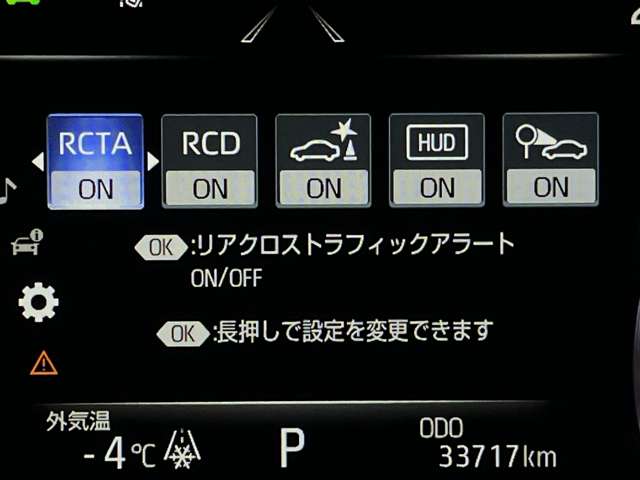 RCTA RCD HUD
ON ON ON ON ON
OK:リアクロストラフィックアラート
ON/OFF
OK:長押しで設定を変更できます
外気温
-4℃ P ODO
33717km